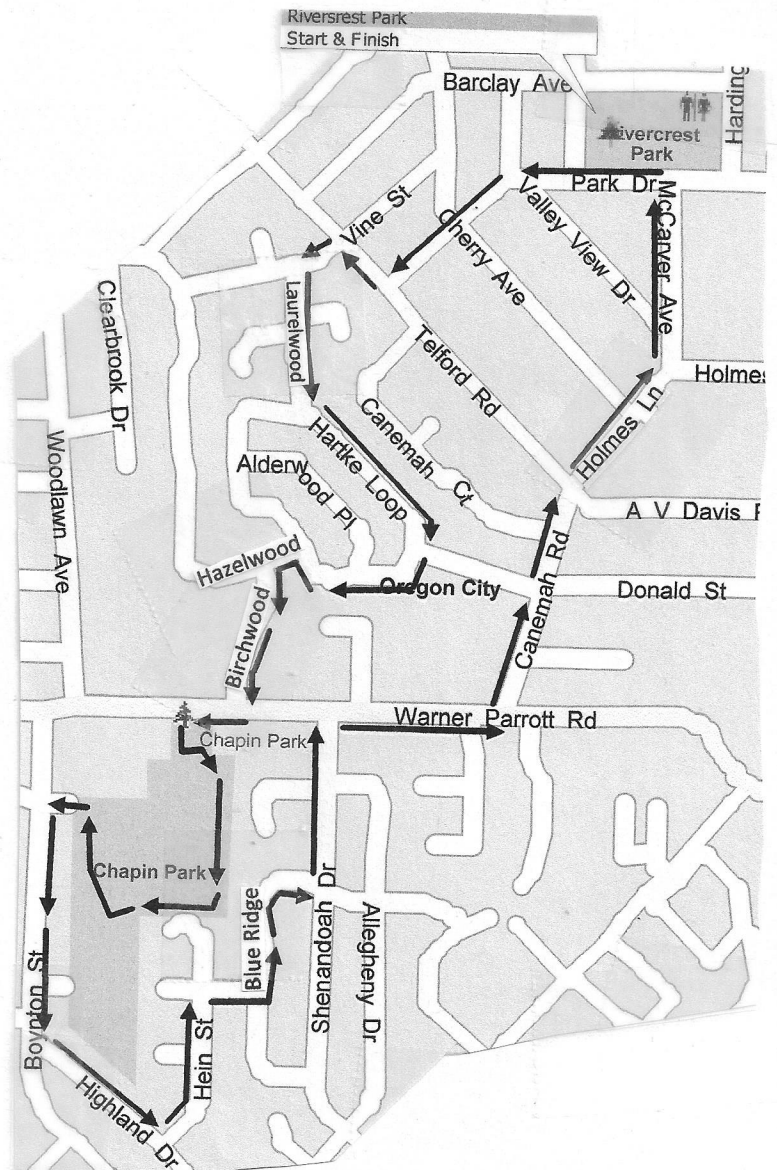 Riversrest Park
Start & Finish
Barclay Ave
Harding
ivercrest
Park
Park Dr
McCarver Ave
Valley View Dr
Cherry Ave
Vine St
Laurelwood
Clearbrook Dr
Telford Rd
Holmes
Holmes Ln
Canemah Ct
Hartke Loop
Alderwood Pl
Woodlawn Ave
A V Davis
Hazelwood
Oregon City
Canemah Rd
Donald St
Birchwood
Warner Parrott Rd
Chapin Park
Chapin Park
Blue Ridge
Shenandoah Dr
Allegheny Dr
Boynton St
Hein St
Highland Dr